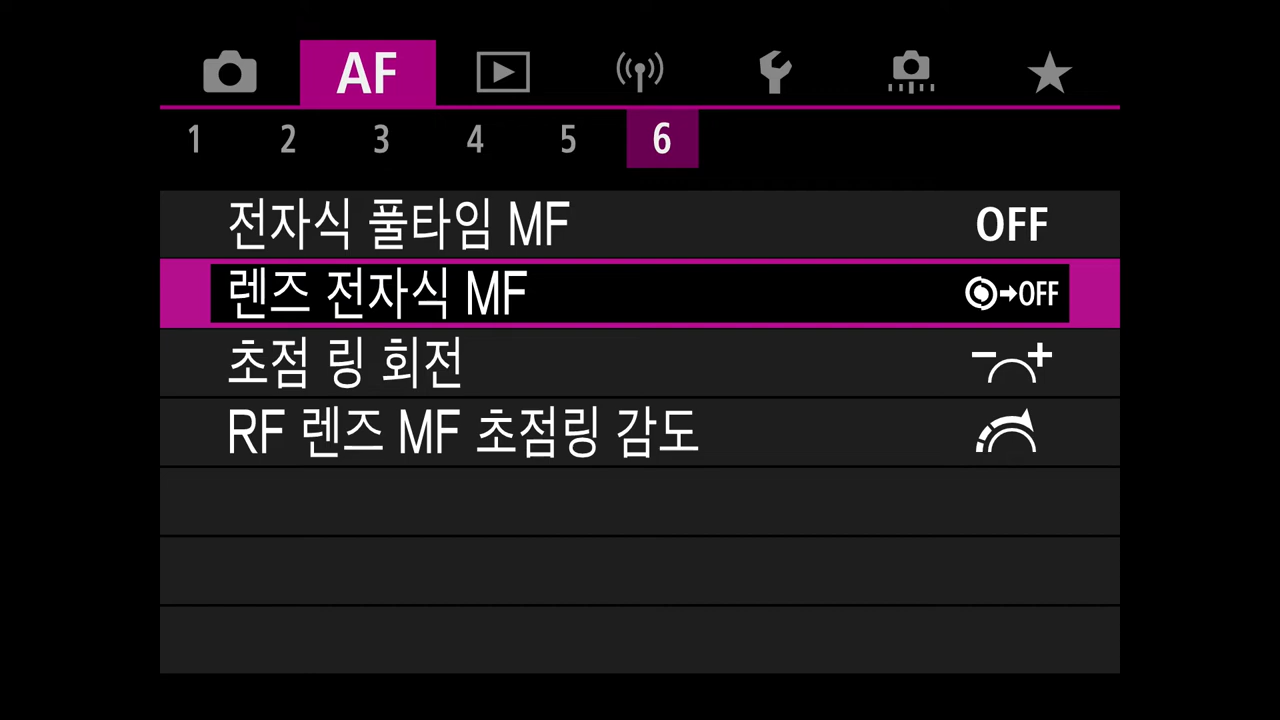 AF
1 2 3 4 5 6
전자식 풀타임 MF OFF
렌즈 전자식 MF →OFF
초점 링 회전 − +
RF 렌즈 MF 초점링 감도